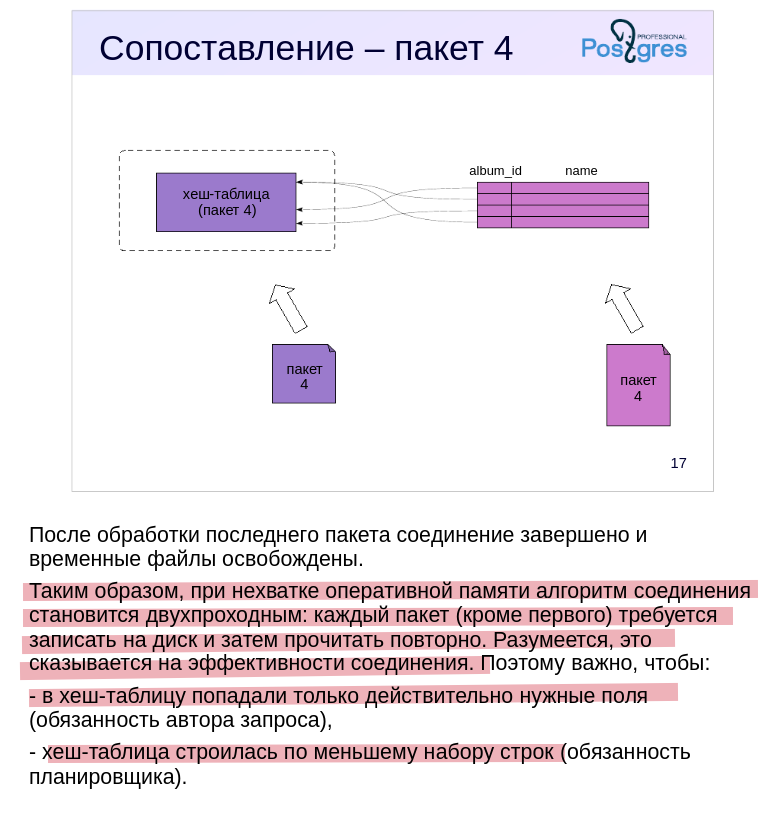 Сопоставление – пакет 4
PROFESSIONAL
Postgres
album_id name
хеш-таблица
(пакет 4)
пакет
4
пакет
4
17
После обработки последнего пакета соединение завершено и
временные файлы освобождены.
Таким образом, при нехватке оперативной памяти алгоритм соединения
становится двухпроходным: каждый пакет (кроме первого) требуется
записать на диск и затем прочитать повторно. Разумеется, это
сказывается на эффективности соединения. Поэтому важно, чтобы:
- в хеш-таблицу попадали только действительно нужные поля
(обязанность автора запроса),
- хеш-таблица строилась по меньшему набору строк (обязанность
планировщика).